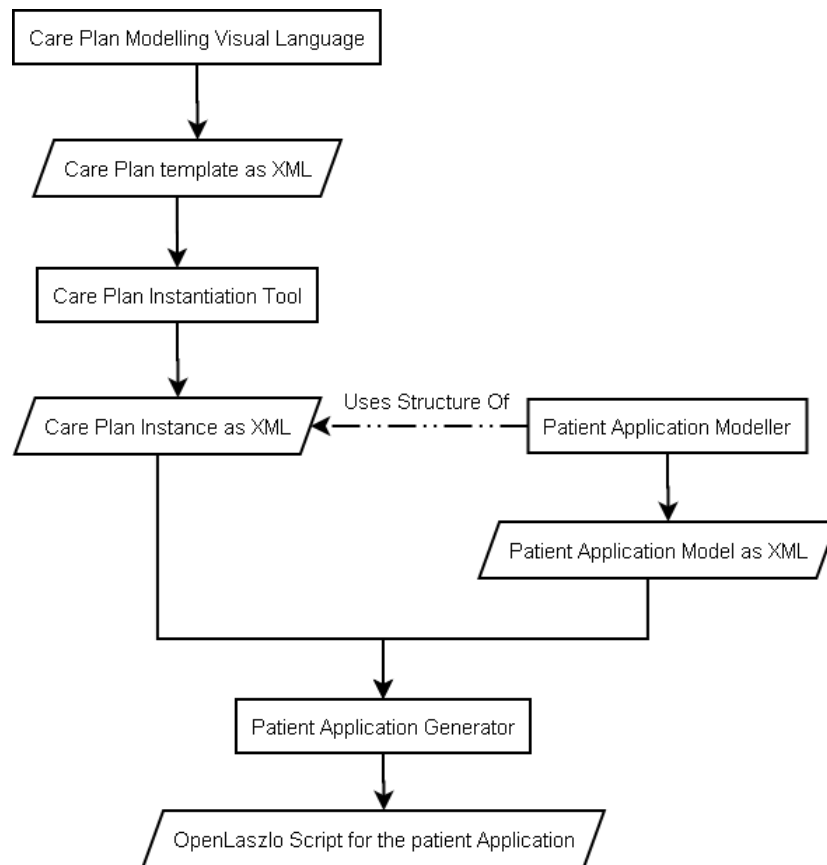 Care Plan Modelling Visual Language
Care Plan template as XML
Care Plan Instantiation Tool
Uses Structure Of
Care Plan Instance as XML
Patient Application Modeller
Patient Application Model as XML
Patient Application Generator
OpenLaszlo Script for the patient Application